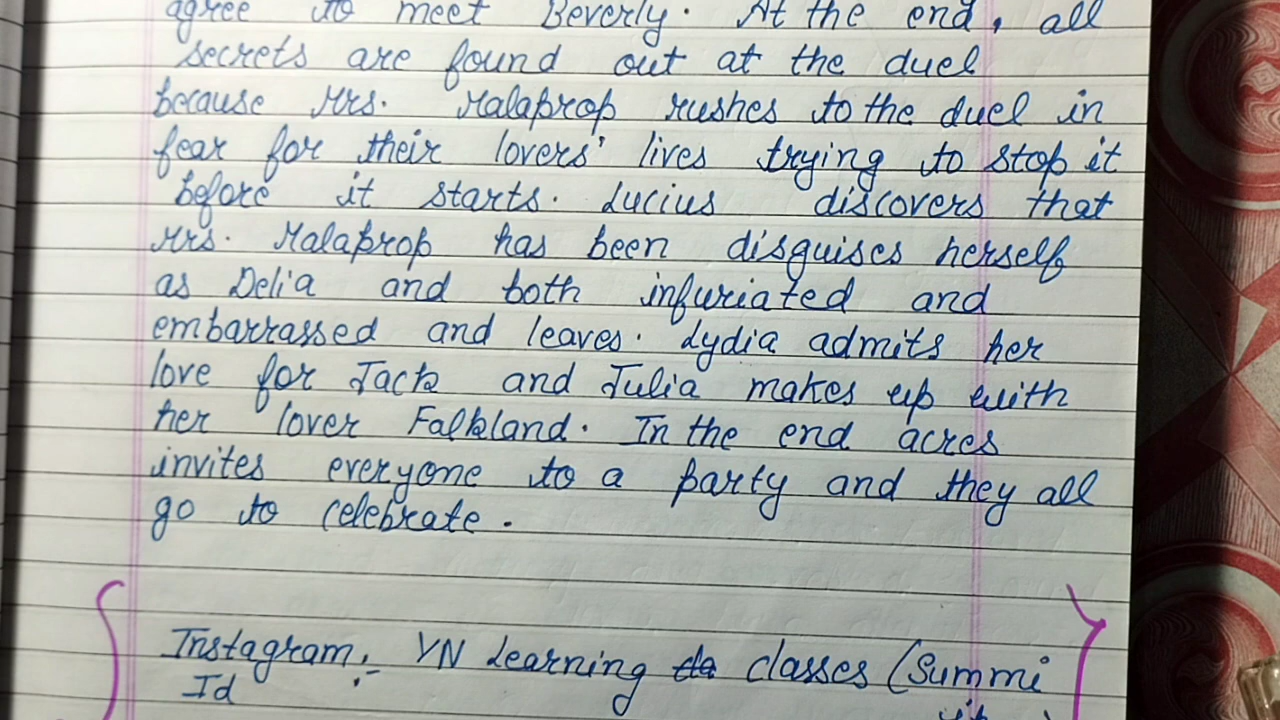 agree to meet Beverly. At the end, all
secrets are found out at the duel
because Mrs. Malaprop rushes to the duel in
fear for their lovers' lives trying to stop it
before it starts. Lucius discovers that
Mrs. Malaprop has been disguises herself
as Delia and both infuriated and
embarrassed and leaves. Lydia admits her
love for Jack and Julia makes up with
her lover Falkland. In the end acres
invites everyone to a party and they all
go to celebrate.
Instagram:- YN Learning classes (Summi
Id